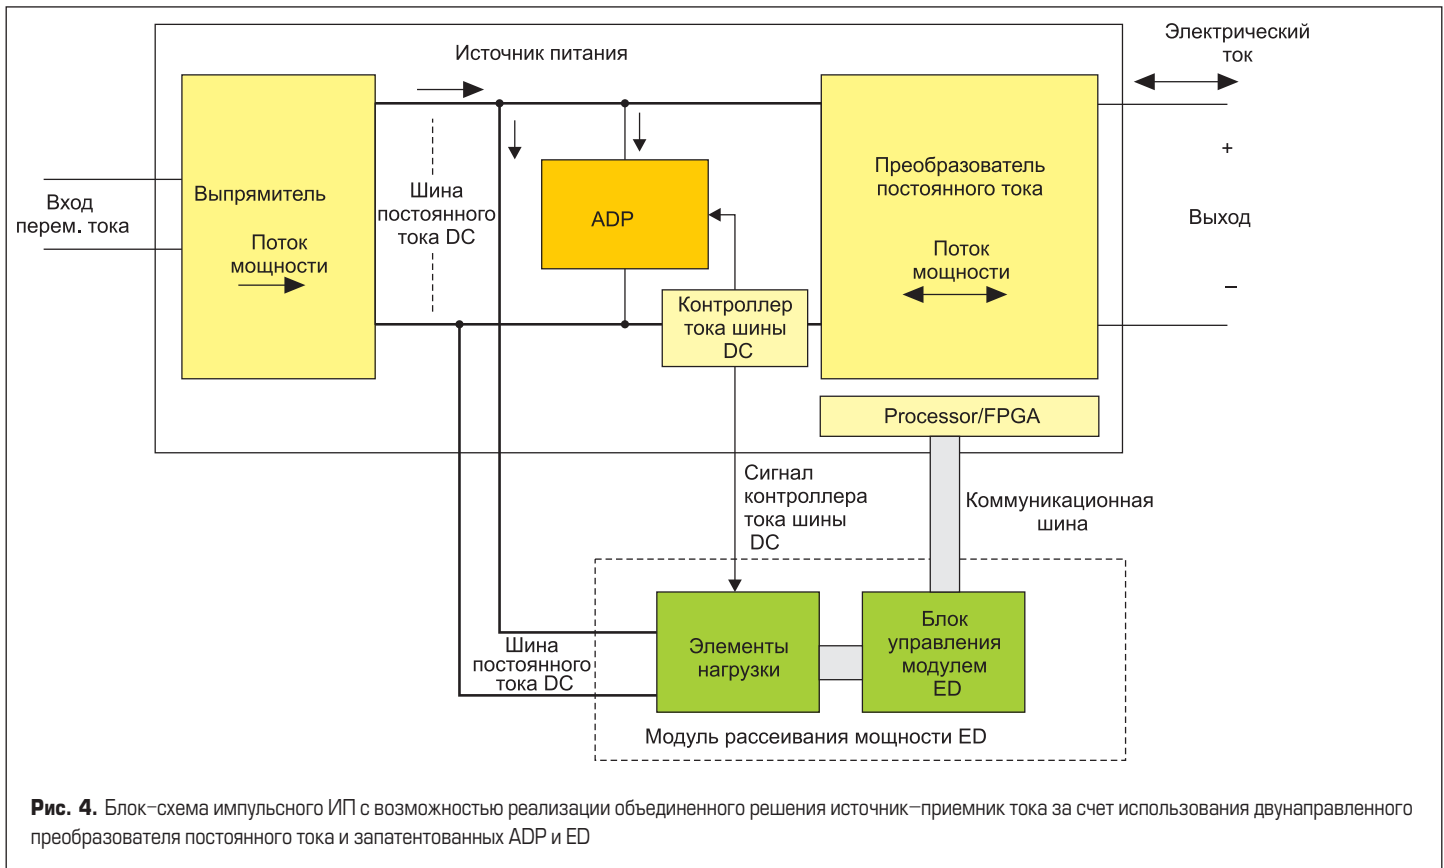 Источник питания
Электрический
ток
Вход
перем. тока
Выпрямитель
Поток
мощности
Шина
постоянного
тока DC
ADP
Контроллер
тока шины
DC
Преобразователь
постоянного тока
Поток
мощности
+
Выход
–
Processor/FPGA
Сигнал
контроллера
тока шины
DC
Коммуникационная
шина
Шина
постоянного
тока DC
Элементы
нагрузки
Блок
управления
модулем
ED
Модуль рассеивания мощности ED
Рис. 4. Блок–схема импульсного ИП с возможностью реализации объединенного решения источник–приемник тока за счет использования двунаправленного
преобразователя постоянного тока и запатентованных ADP и ED